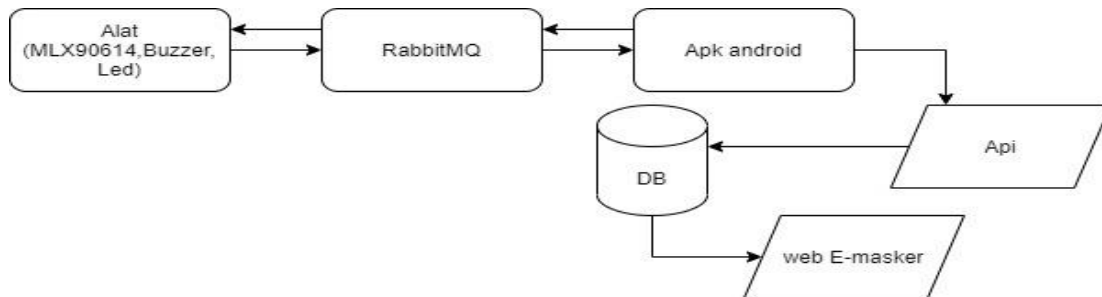 Alat
(MLX90614,Buzzer,
Led)
RabbitMQ
Apk android
Api
DB
web E-masker